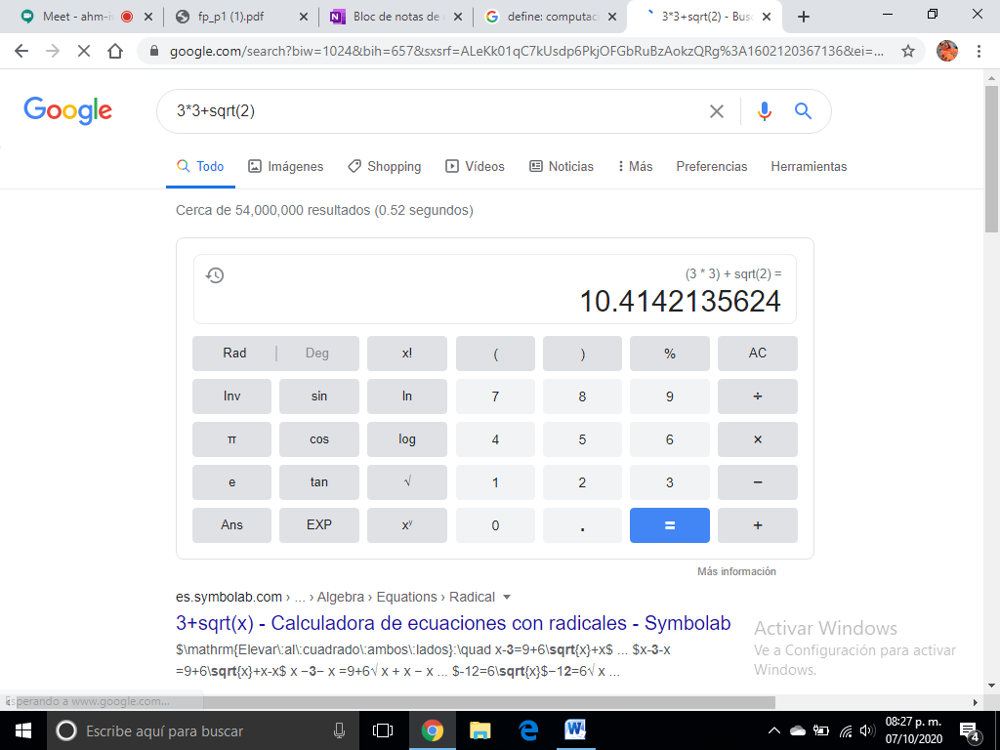 Meet - ahm-i
fp_p1 (1).pdf
Bloc de notas de
define: computac
3*3+sqrt(2) - Bus
google.com/search?biw=1024&bih=657&sxsrf=ALeKk01qC7kUsdp6PkjOFGbRuBzAokzQRg%3A1602120367136&ei=...
Google
3*3+sqrt(2)
Todo Imágenes Shopping Vídeos Noticias Más Preferencias Herramientas
Cerca de 54,000,000 resultados (0.52 segundos)
(3 * 3) + sqrt(2) =
10.4142135624
Rad | Deg x! ( ) % AC
Inv sin ln 7 8 9 ÷
π cos log 4 5 6 ×
e tan √ 1 2 3 −
Ans EXP xʸ 0 . = +
Más información
es.symbolab.com › ... › Algebra › Equations › Radical
3+sqrt(x) - Calculadora de ecuaciones con radicales - Symbolab
$\mathrm{Elevar\:al\:cuadrado\:ambos\:lados}:\quad x-3=9+6\sqrt{x}+x$ ... $x-3-x
=9+6\sqrt{x}+x-x$ x −3− x =9+6√ x + x − x ... $-12=6\sqrt{x}$−12=6√ x ...
Activar Windows
Ve a Configuración para activar
Windows.
Esperando a www.google.com...
Escribe aquí para buscar
08:27 p. m.
07/10/2020
4